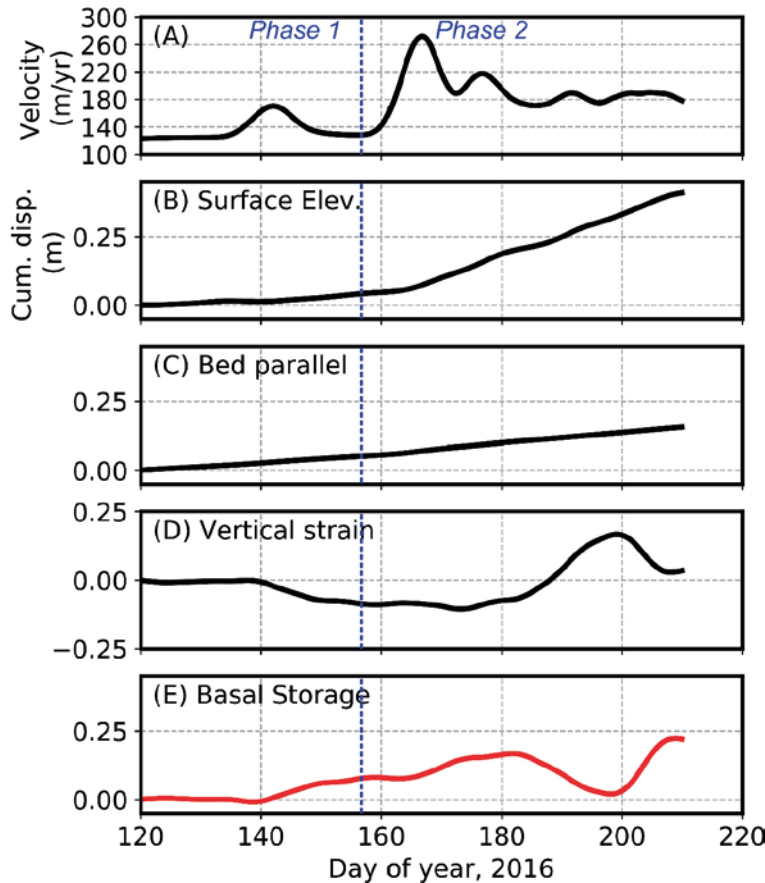 300
260
220
180
140
100
Velocity
(m/yr)
(A)
Phase 1
Phase 2
0.25
0.00
Cum. disp.
(m)
(B) Surface Elev.
0.25
0.00
(C) Bed parallel
0.25
0.00
−0.25
(D) Vertical strain
0.25
0.00
(E) Basal Storage
120 140 160 180 200 220
Day of year, 2016